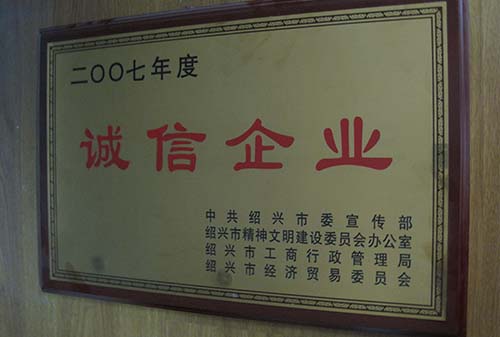 二〇〇七年度
诚信企业
中共绍兴市委宣传部
绍兴市精神文明建设委员会办公室
绍兴市工商行政管理局
绍兴市经济贸易委员会